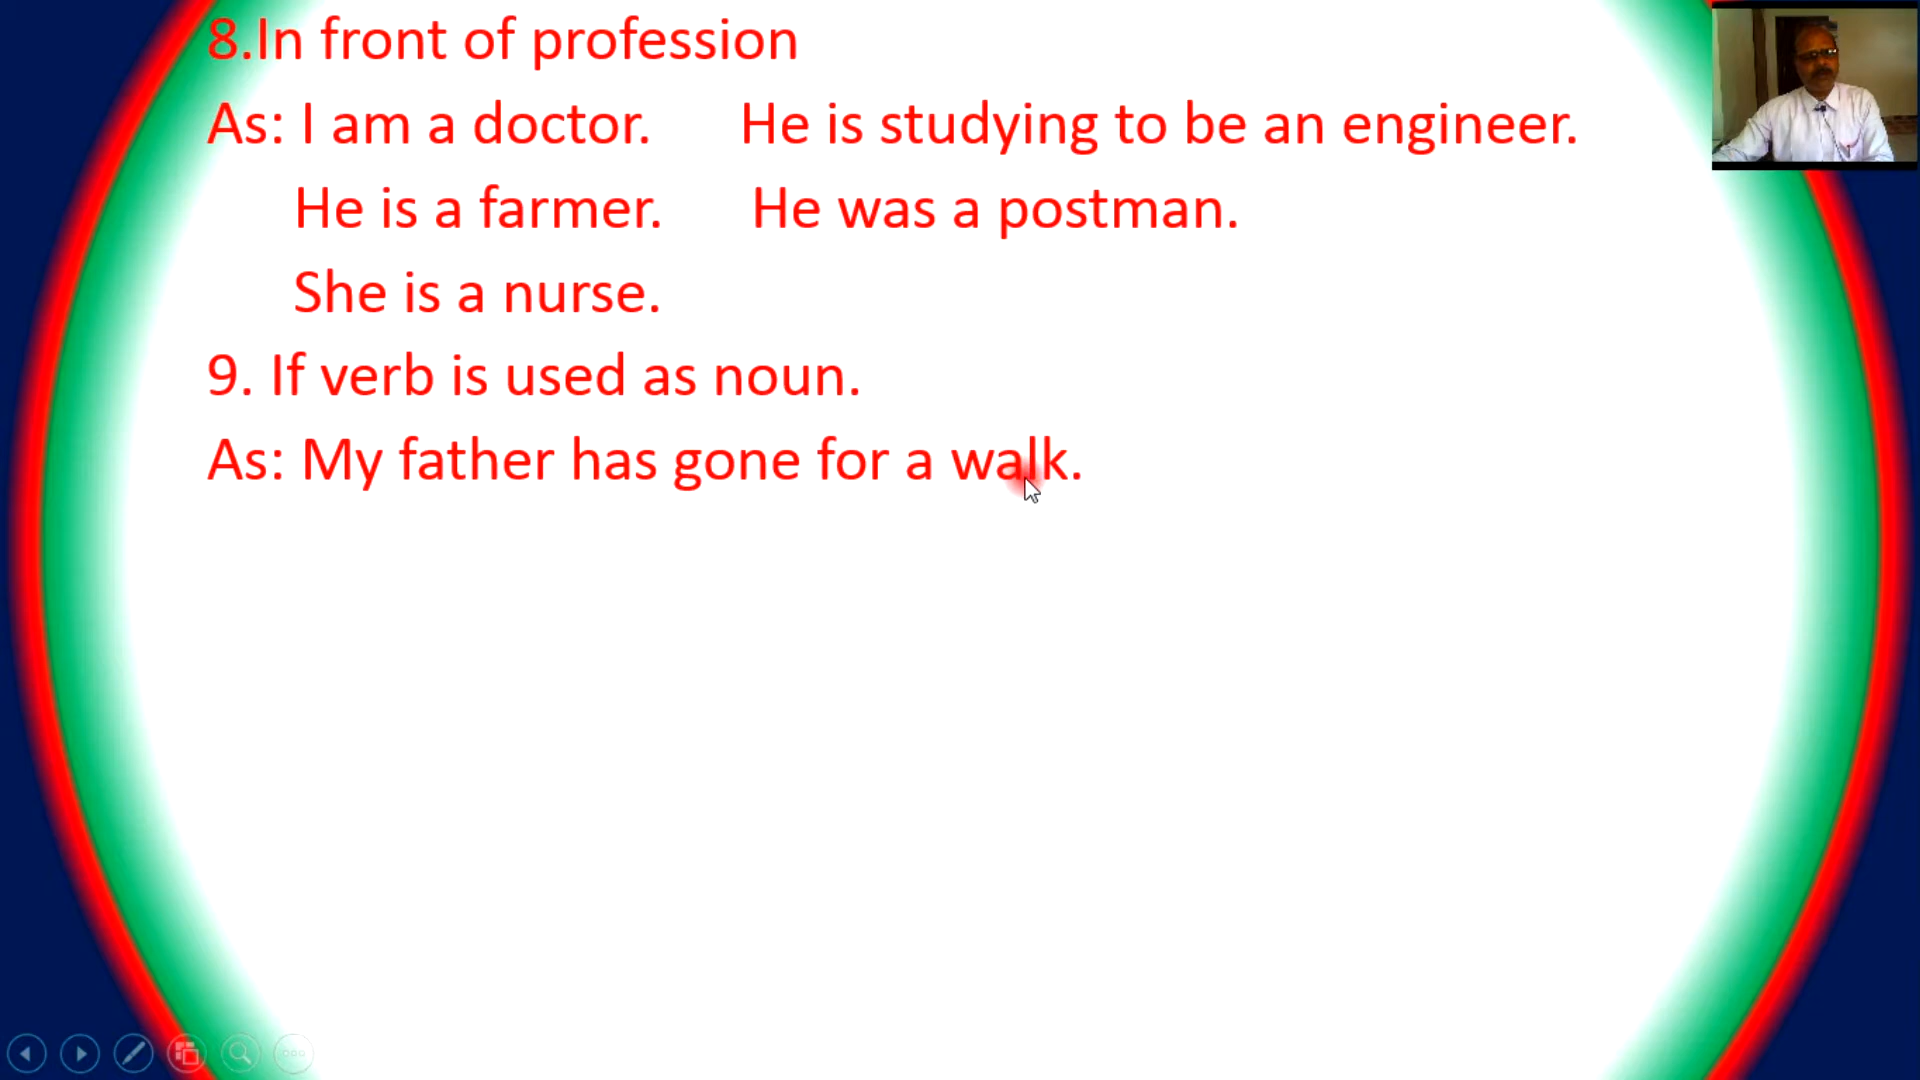 8.In front of profession
As: I am a doctor. He is studying to be an engineer.
He is a farmer. He was a postman.
She is a nurse.
9. If verb is used as noun.
As: My father has gone for a walk.